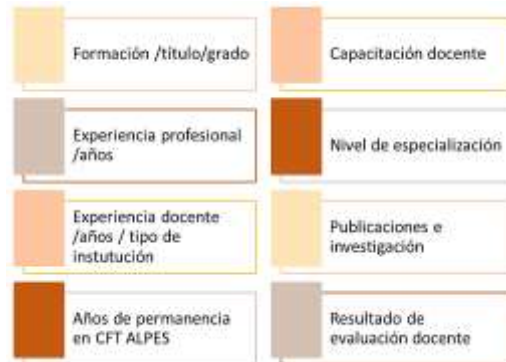 Formación /título/grado
Capacitación docente
Experiencia profesional
/años
Nivel de especialización
Experiencia docente
/años / tipo de
instutución
Publicaciones e
investigación
Años de permanencia
en CFT ALPES
Resultado de
evaluación docente